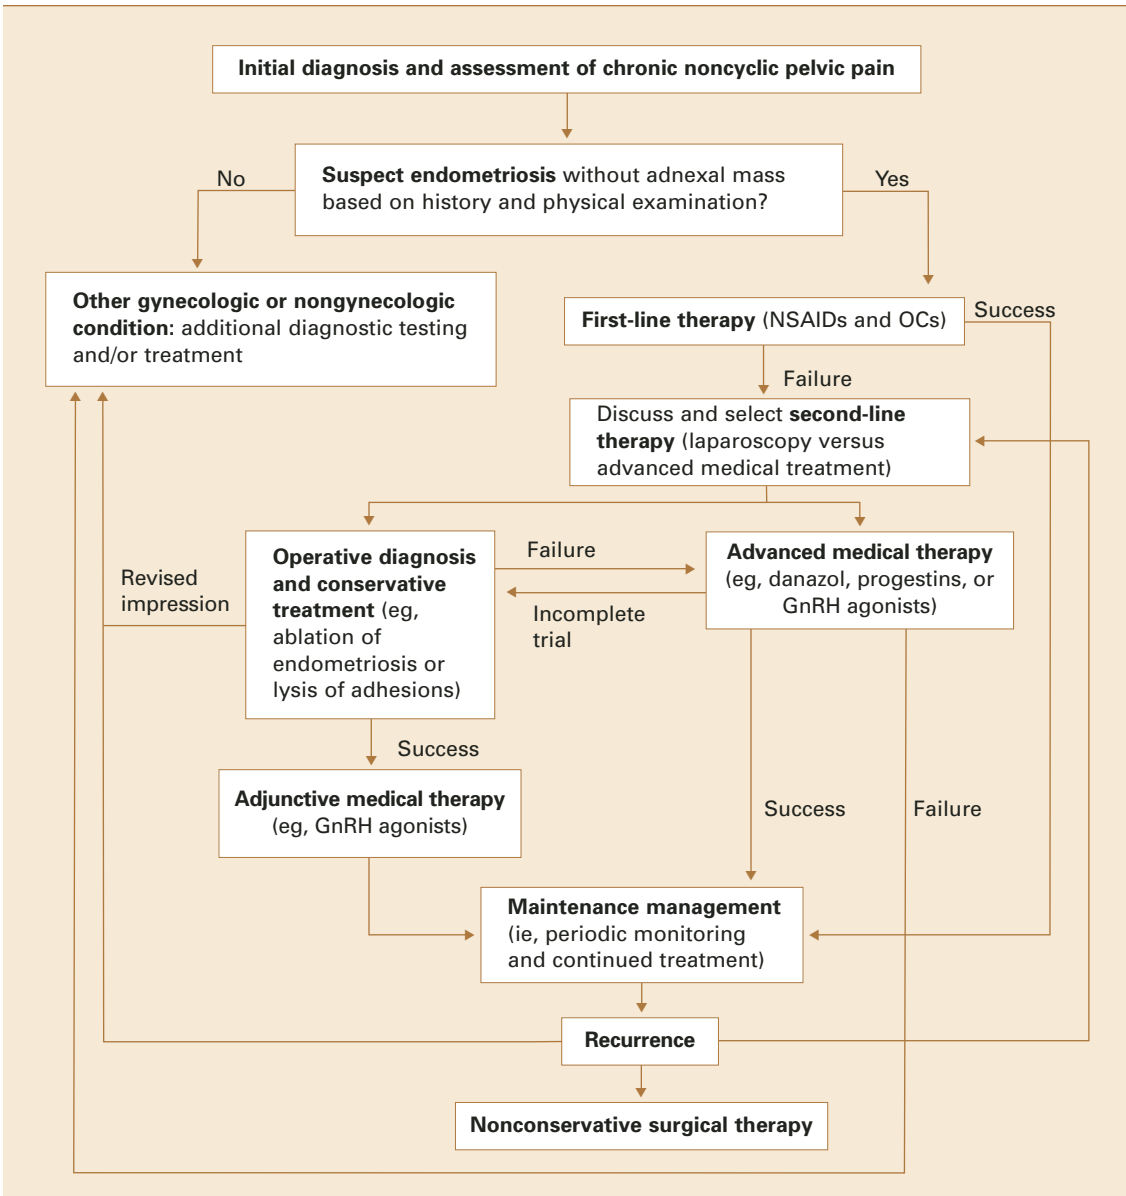 Initial diagnosis and assessment of chronic noncyclic pelvic pain
No
Suspect endometriosis without adnexal mass
based on history and physical examination?
Yes
Other gynecologic or nongynecologic
condition: additional diagnostic testing
and/or treatment
First-line therapy (NSAIDs and OCs)
Success
Failure
Discuss and select second-line
therapy (laparoscopy versus
advanced medical treatment)
Revised
impression
Operative diagnosis
and conservative
treatment (eg,
ablation of
endometriosis or
lysis of adhesions)
Failure
Incomplete
trial
Advanced medical therapy
(eg, danazol, progestins, or
GnRH agonists)
Success
Adjunctive medical therapy
(eg, GnRH agonists)
Success
Failure
Maintenance management
(ie, periodic monitoring
and continued treatment)
Recurrence
Nonconservative surgical therapy